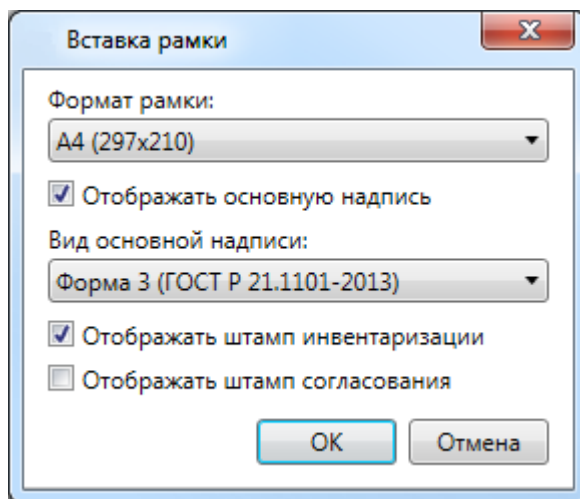 Вставка рамки
Формат рамки:
A4 (297x210)
Отображать основную надпись
Вид основной надписи:
Форма 3 (ГОСТ Р 21.1101-2013)
Отображать штамп инвентаризации
Отображать штамп согласования
OK Отмена